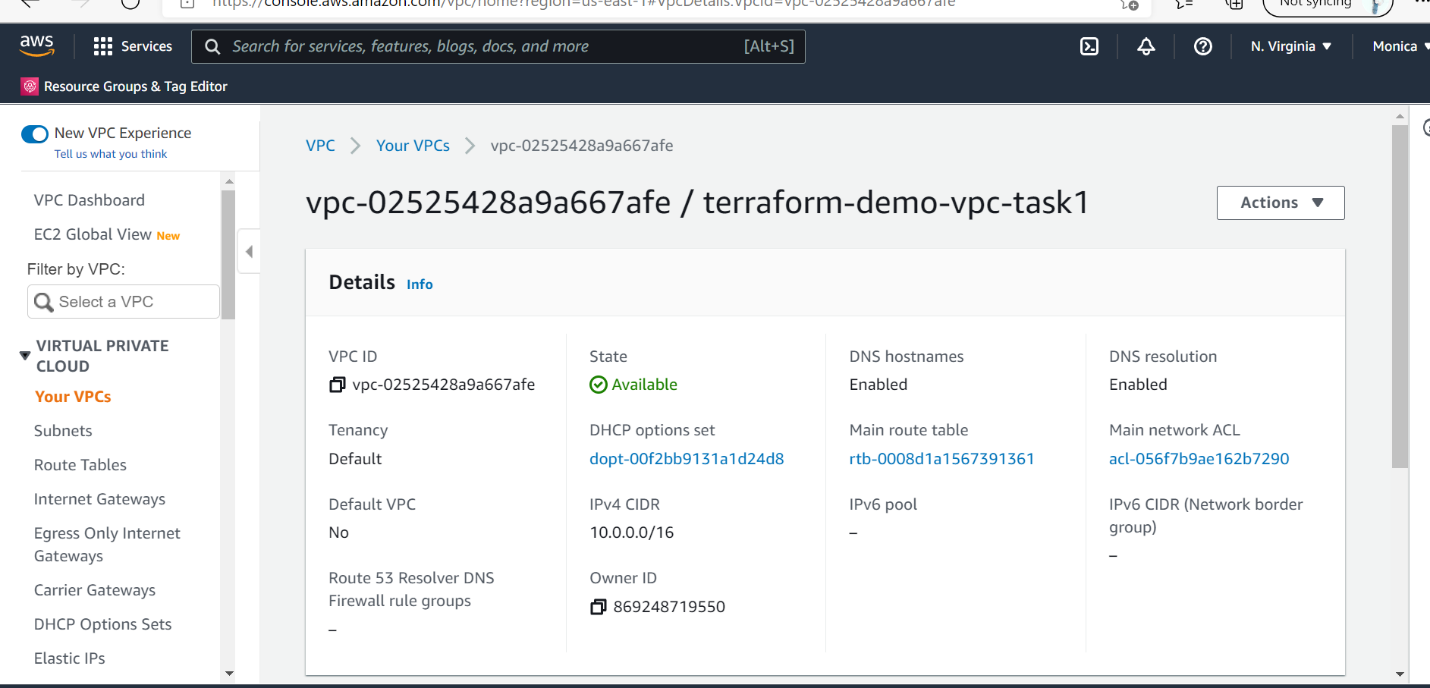 https://console.aws.amazon.com/vpc/home?region=us-east-1#VpcDetails:VpcId=vpc-02525428a9a667afe
Not syncing
aws
Services
Search for services, features, blogs, docs, and more
[Alt+S]
N. Virginia
Monica
Resource Groups & Tag Editor
New VPC Experience
Tell us what you think
VPC Dashboard
EC2 Global View New
Filter by VPC:
Select a VPC
VIRTUAL PRIVATE
CLOUD
Your VPCs
Subnets
Route Tables
Internet Gateways
Egress Only Internet
Gateways
Carrier Gateways
DHCP Options Sets
Elastic IPs
VPC
Your VPCs
vpc-02525428a9a667afe
vpc-02525428a9a667afe / terraform-demo-vpc-task1
Actions
Details Info
VPC ID
vpc-02525428a9a667afe
State
Available
DNS hostnames
Enabled
DNS resolution
Enabled
Tenancy
Default
DHCP options set
dopt-00f2bb9131a1d24d8
Main route table
rtb-0008d1a1567391361
Main network ACL
acl-056f7b9ae162b7290
Default VPC
No
IPv4 CIDR
10.0.0.0/16
IPv6 pool
–
IPv6 CIDR (Network border
group)
–
Route 53 Resolver DNS
Firewall rule groups
–
Owner ID
869248719550